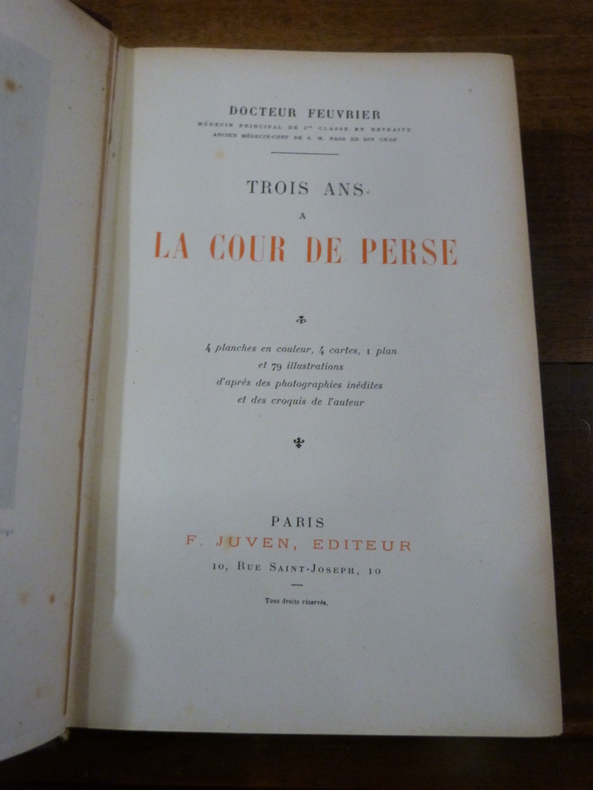 DOCTEUR FEUVRIER
MÉDECIN PRINCIPAL DE 1re CLASSE EN RETRAITE
ANCIEN MÉDECIN-CHEF DE S. M. NASR ED DIN CHAH
TROIS ANS
A
LA COUR DE PERSE
4 planches en couleur, 4 cartes, 1 plan
et 79 illustrations
d'après des photographies inédites
et des croquis de l'auteur
PARIS
F. JUVEN, EDITEUR
10, RUE SAINT-JOSEPH, 10
Tous droits réservés.